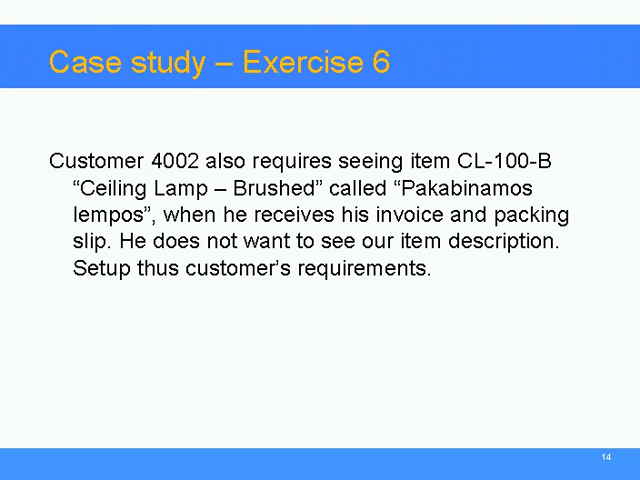 Case study – Exercise 6
Customer 4002 also requires seeing item CL-100-B
“Ceiling Lamp – Brushed” called “Pakabinamos
lempos”, when he receives his invoice and packing
slip. He does not want to see our item description.
Setup thus customer’s requirements.
14